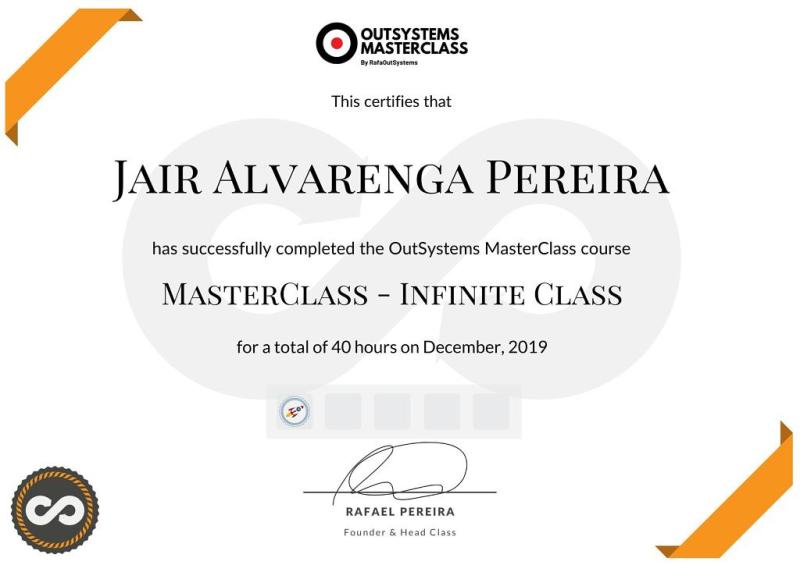 OUTSYSTEMS
MASTERCLASS
By RafaOutSystems
This certifies that
Jair Alvarenga Pereira
has successfully completed the OutSystems MasterClass course
MasterClass - Infinite Class
for a total of 40 hours on December, 2019
RAFAEL PEREIRA
Founder & Head Class